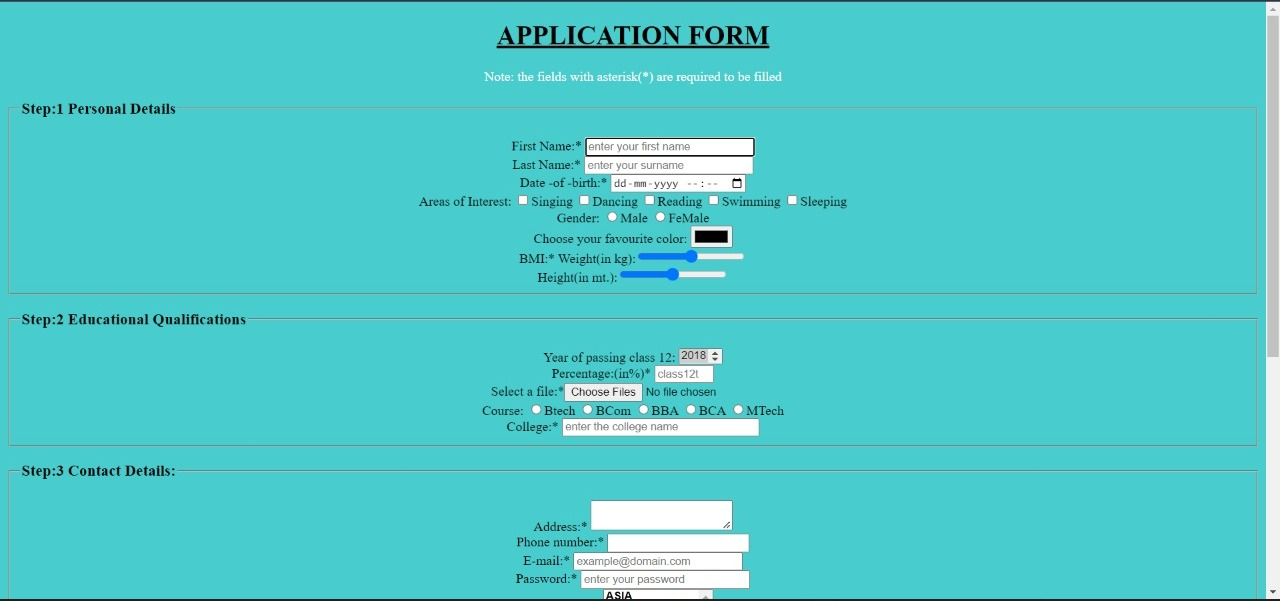 APPLICATION FORM
Note: the fields with asterisk(*) are required to be filled
Step:1 Personal Details
First Name:* enter your first name
Last Name:* enter your surname
Date -of -birth:* dd-mm-yyyy --:--
Areas of Interest: Singing Dancing Reading Swimming Sleeping
Gender: Male FeMale
Choose your favourite color:
BMI:* Weight(in kg):
Height(in mt.):
Step:2 Educational Qualifications
Year of passing class 12: 2018
Percentage:(in%)* class12t
Select a file:* Choose Files No file chosen
Course: Btech BCom BBA BCA MTech
College:* enter the college name
Step:3 Contact Details:
Address:*
Phone number:*
E-mail:* example@domain.com
Password:* enter your password
ASIA